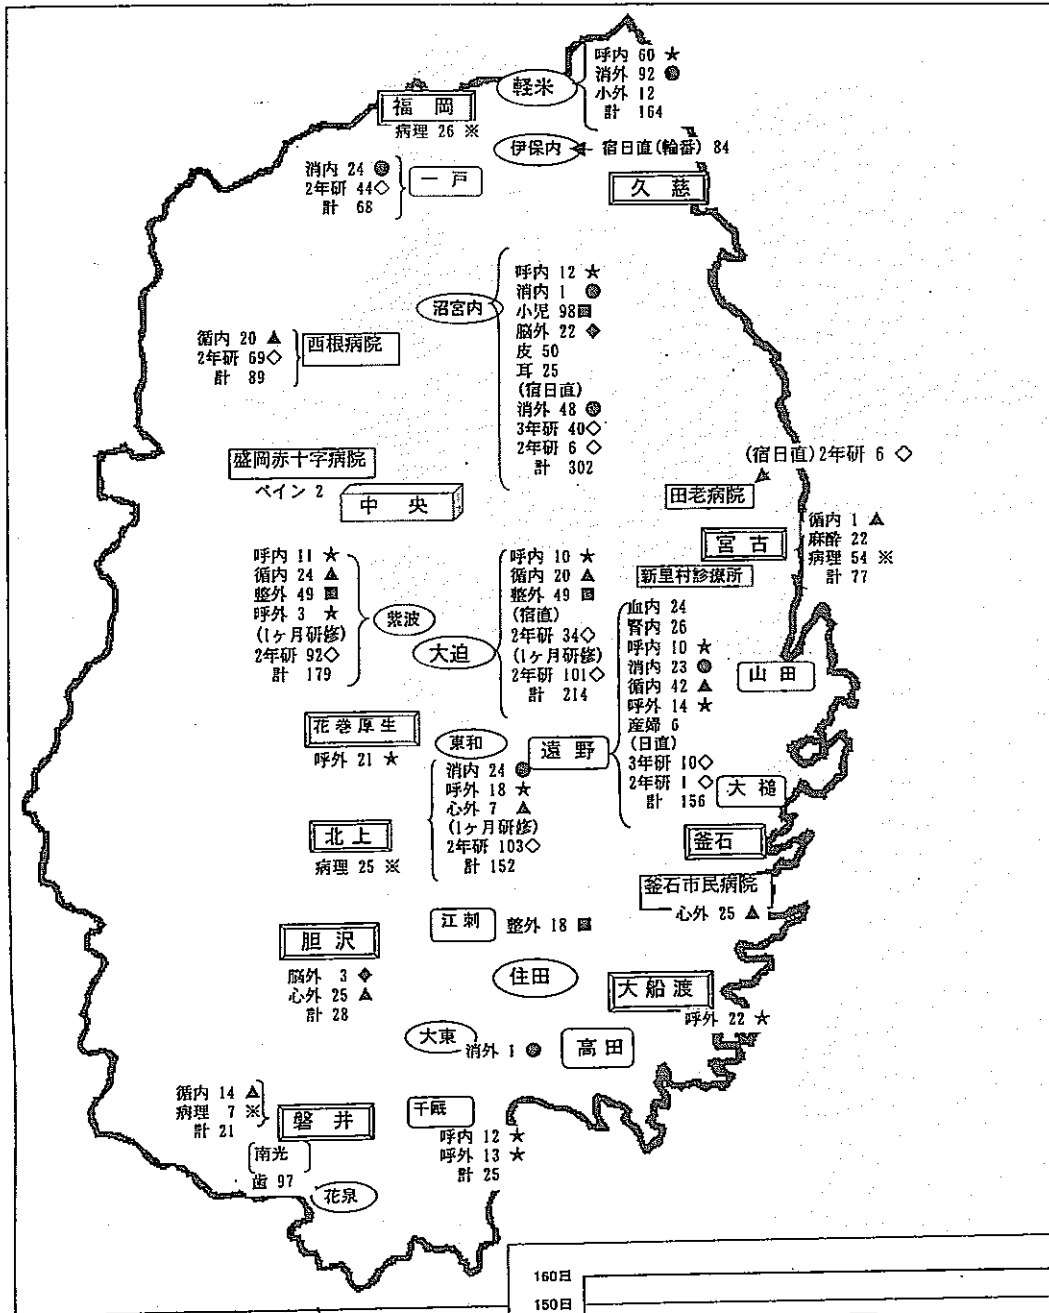 呼内 60 ★
消外 92 ●
小外 12
計 164
軽米
福岡
病理 26 ※
伊保内
宿日直(輪番) 84
消内 24 ●
2年研 44◇
計 68
一戸
久慈
沼宮内
呼内 12 ★
消内 1 ●
小児 98■
脳外 22 ◆
皮 50
耳 25
(宿日直)
消外 48 ●
3年研 40◇
2年研 6 ◇
計 302
循内 20 ▲
2年研 69◇
計 89
西根病院
盛岡赤十字病院
ペイン 2
中央
(宿日直)2年研 6 ◇
田老病院
宮古
循内 1 ▲
麻酔 22
病理 54 ※
計 77
新里村診療所
呼内 11 ★
循内 24 ▲
整外 49 ■
呼外 3 ★
(1ヶ月研修)
2年研 92◇
計 179
紫波
大迫
呼内 10 ★
循内 20 ▲
整外 49 ■
(宿直)
2年研 34◇
(1ヶ月研修)
2年研 101◇
計 214
血内 24
腎内 26
呼内 10 ★
消内 23 ●
循内 42 ▲
呼外 14 ★
産婦 6
(日直)
3年研 10◇
2年研 1 ◇
計 156
山田
花巻厚生
呼外 21 ★
東和
消内 24 ●
呼外 18 ★
心外 7 ▲
(1ヶ月研修)
2年研 103◇
計 152
遠野
大槌
釜石
北上
病理 25 ※
釜石市民病院
心外 25 ▲
江刺
整外 18 ■
胆沢
脳外 3 ◆
心外 25 ▲
計 28
住田
大船渡
呼外 22 ★
大東
消外 1 ●
高田
循内 14 ▲
病理 7 ※
計 21
磐井
千厩
呼内 12 ★
呼外 13 ★
計 25
南光
歯 97
花泉
160日
150日